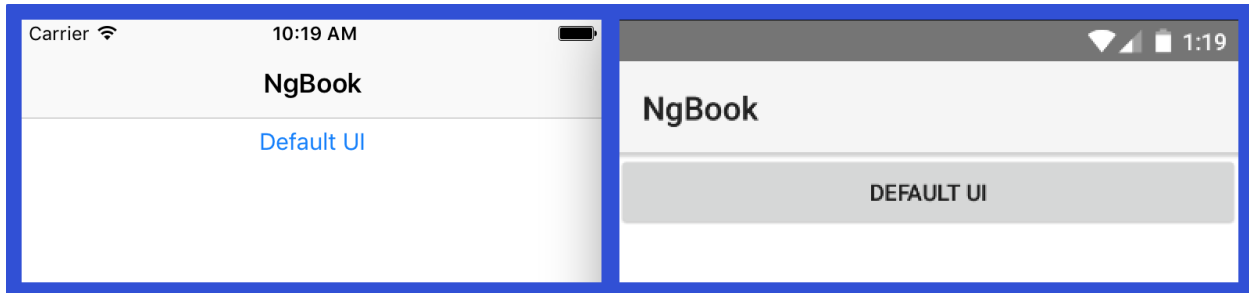 Carrier 10:19 AM
NgBook
Default UI
1:19
NgBook
DEFAULT UI